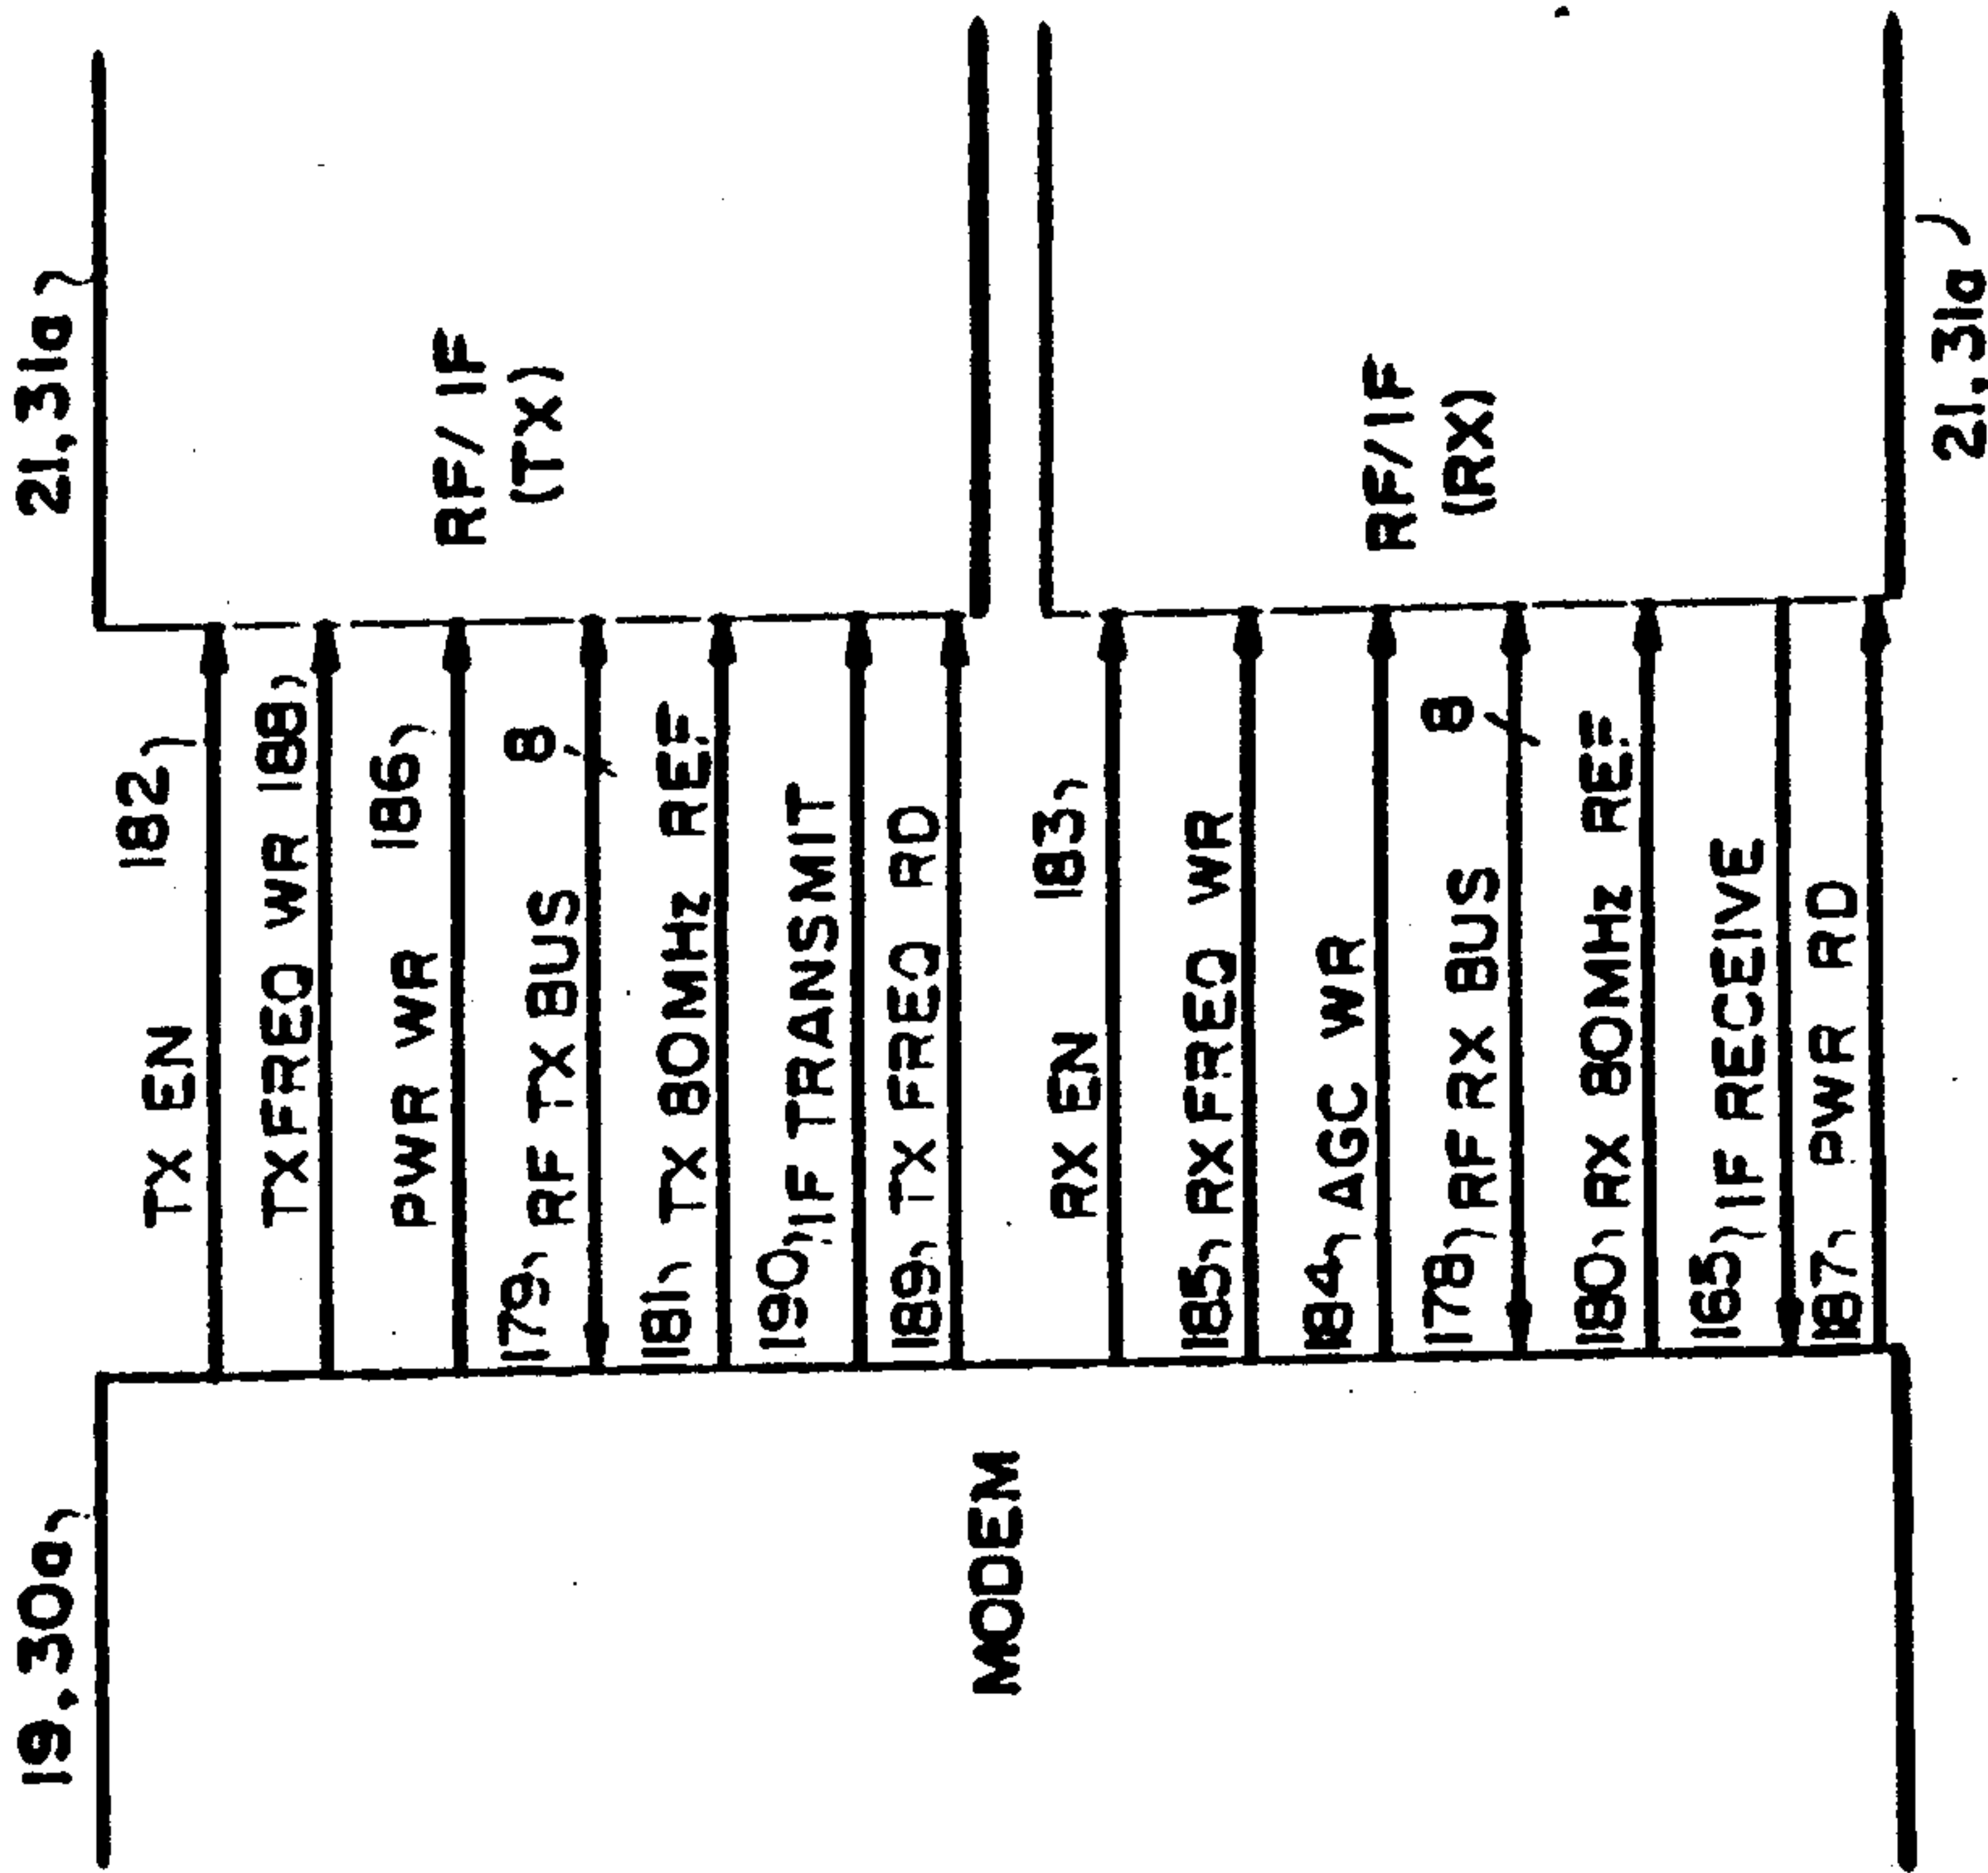 19, 30a
21, 31a
TX EN 182
TXFREQ WR 188
PWR WR 186
179 RF TX BUS 8
181 TX 80MHz REF
190 IF TRANSMIT
189 TX FREQ RD
RF/IF
(TX)
MODEM
RX EN 183
185 RXFREQ WR
184 AGC WR
178 RF RX BUS 8
180 RX 80MHz REF
165 IF RECEIVE
187 PWR RD
RF/IF
(RX)
21, 31a